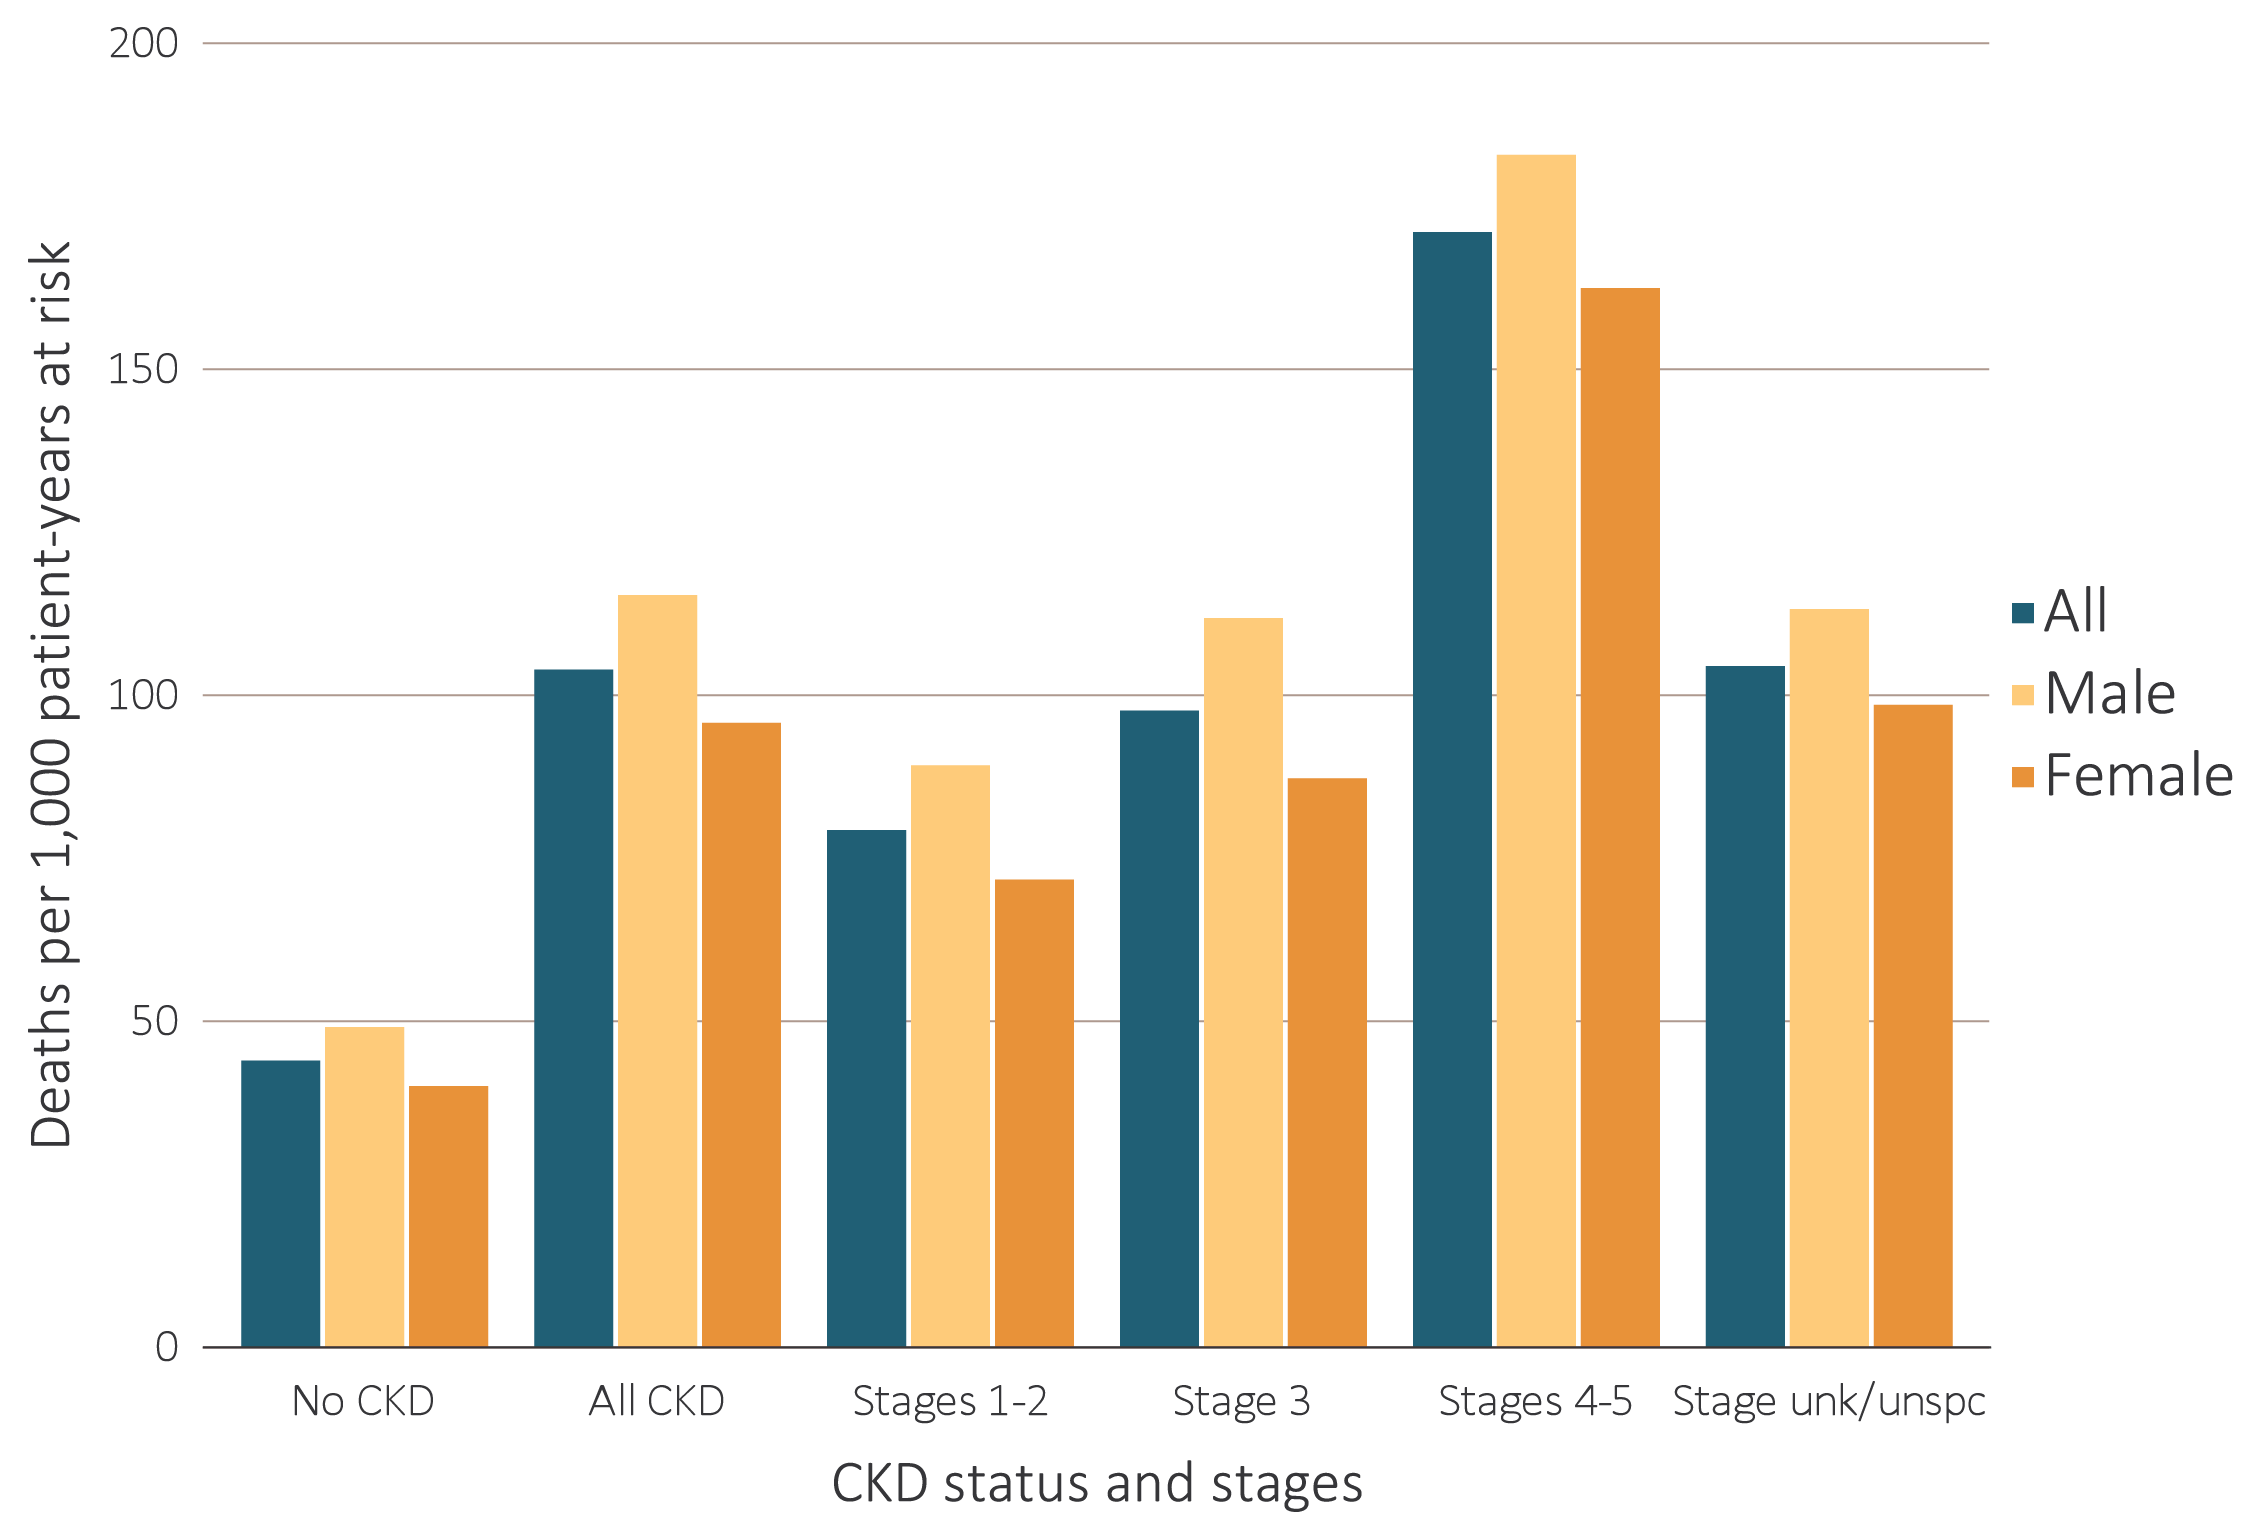 200
150
100
50
0
Deaths per 1,000 patient-years at risk
No CKD
All CKD
Stages 1-2
Stage 3
Stages 4-5
Stage unk/unspc
CKD status and stages
All
Male
Female